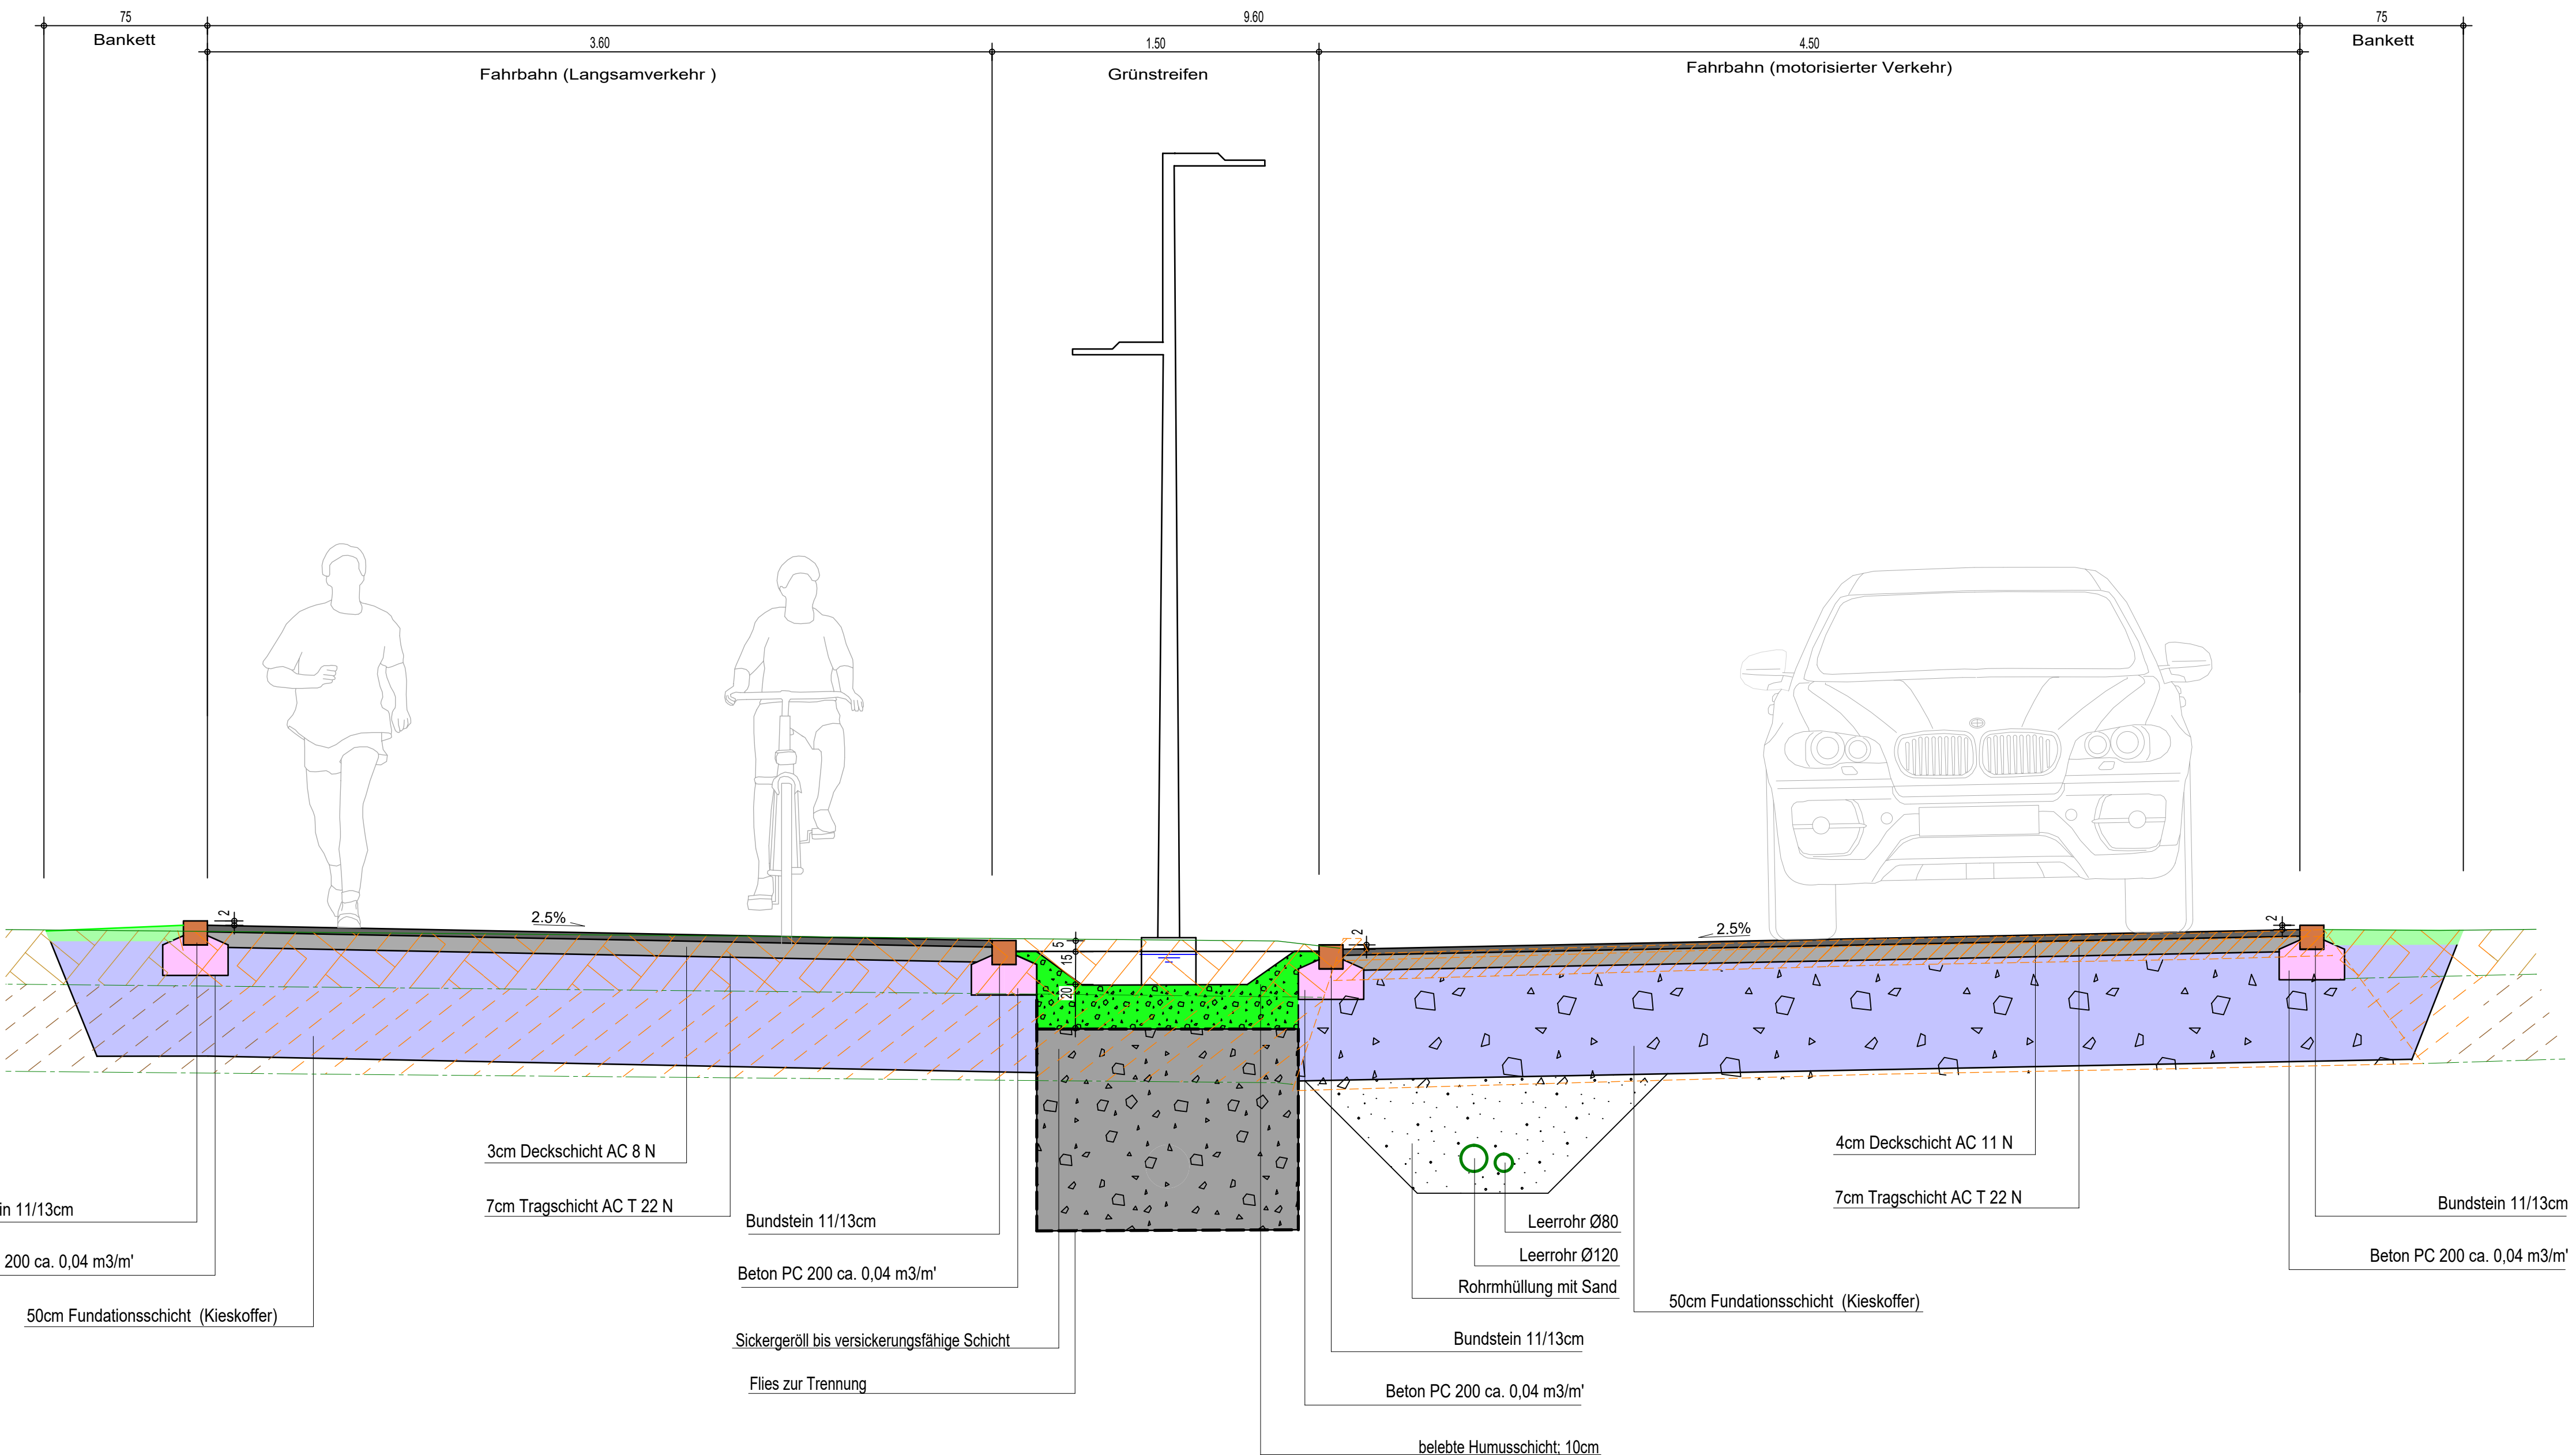 75
9.60
75
Bankett
3.60
1.50
4.50
Bankett
Fahrbahn (Langsamverkehr )
Grünstreifen
Fahrbahn (motorisierter Verkehr)
2
2.5%
5
15
20
2
2.5%
2
3cm Deckschicht AC 8 N
4cm Deckschicht AC 11 N
7cm Tragschicht AC T 22 N
7cm Tragschicht AC T 22 N
in 11/13cm
Bundstein 11/13cm
Leerrohr Ø80
Bundstein 11/13cm
200 ca. 0,04 m3/m'
Beton PC 200 ca. 0,04 m3/m'
Leerrohr Ø120
Beton PC 200 ca. 0,04 m3/m'
Rohrmhüllung mit Sand
50cm Fundationsschicht (Kieskoffer)
50cm Fundationsschicht (Kieskoffer)
Sickergeröll bis versickerungsfähige Schicht
Bundstein 11/13cm
Flies zur Trennung
Beton PC 200 ca. 0,04 m3/m'
belebte Humusschicht; 10cm